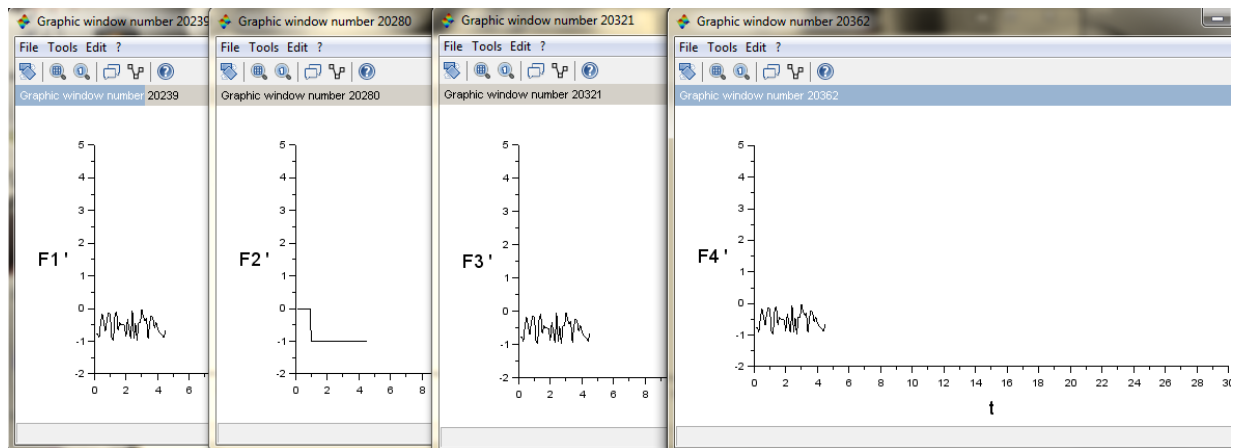 Graphic window number 20239
File Tools Edit ?
Graphic window number 20239
5
4
3
2
1
0
-1
-2
F1 '
0 2 4 6
Graphic window number 20280
File Tools Edit ?
Graphic window number 20280
5
4
3
2
1
0
-1
-2
F2 '
0 2 4 6 8
Graphic window number 20321
File Tools Edit ?
Graphic window number 20321
5
4
3
2
1
0
-1
-2
F3 '
0 2 4 6 8
Graphic window number 20362
File Tools Edit ?
Graphic window number 20362
5
4
3
2
1
0
-1
-2
F4 '
0 2 4 6 8 10 12 14 16 18 20 22 24 26 28 30
t